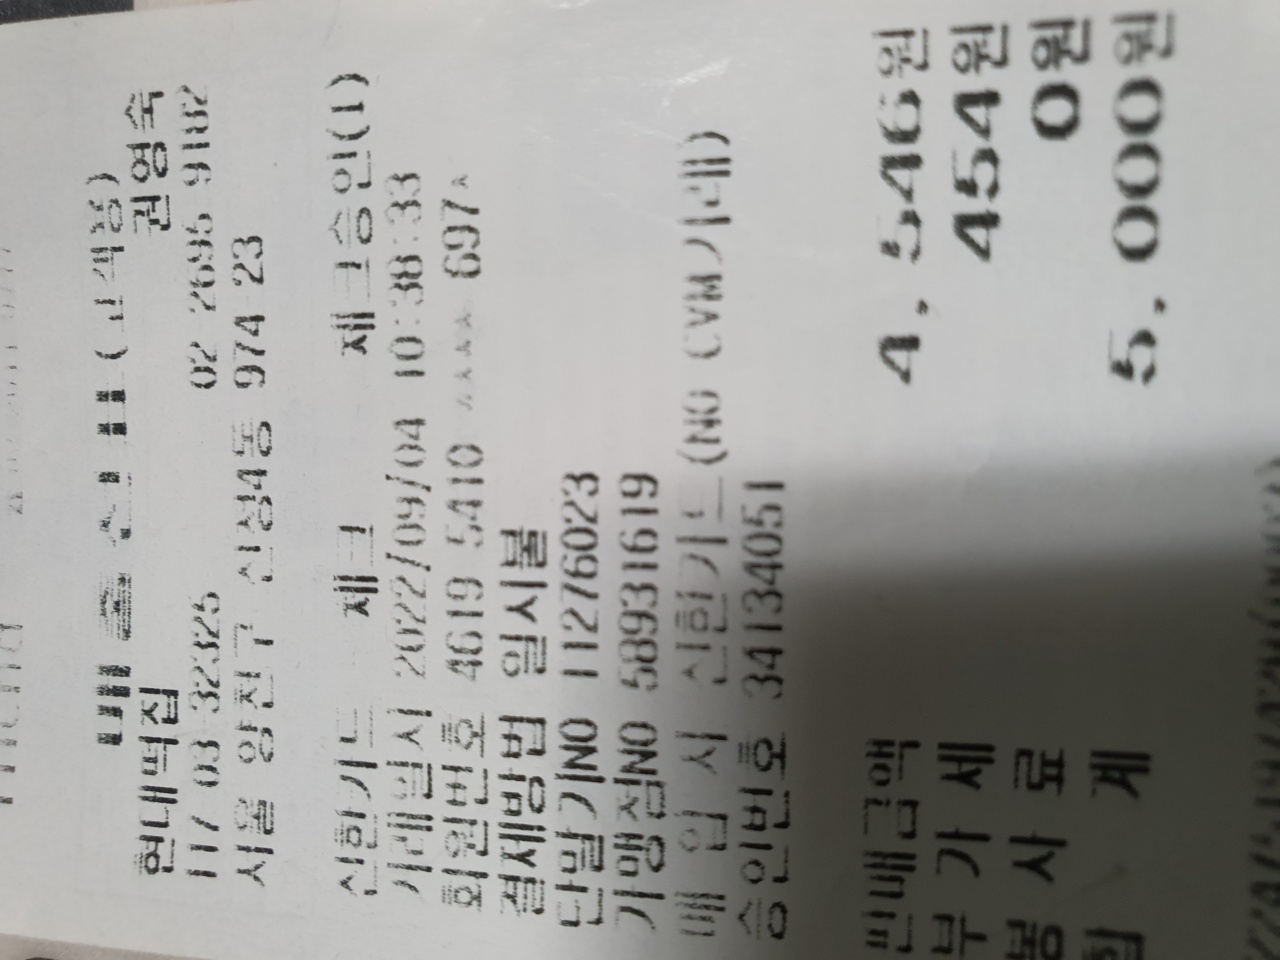 매출전표(고객용)
현대떡집 권영숙
117 03 32325 02 2695 9182
서울 양천구 신정4동 974 23
신한카드 체크 체크승인(1)
거래일시 2022/09/04 10:38:33
회원번호 4619 5410 **** 697*
결제방법 일시불
단말기NO 11276023
가맹점NO 58931619
매 입 사 신한카드(NO CVM거래)
승인번호 34134051
판매금액 4,546원
부 가 세 454원
봉 사 료 0원
합 계 5,000원